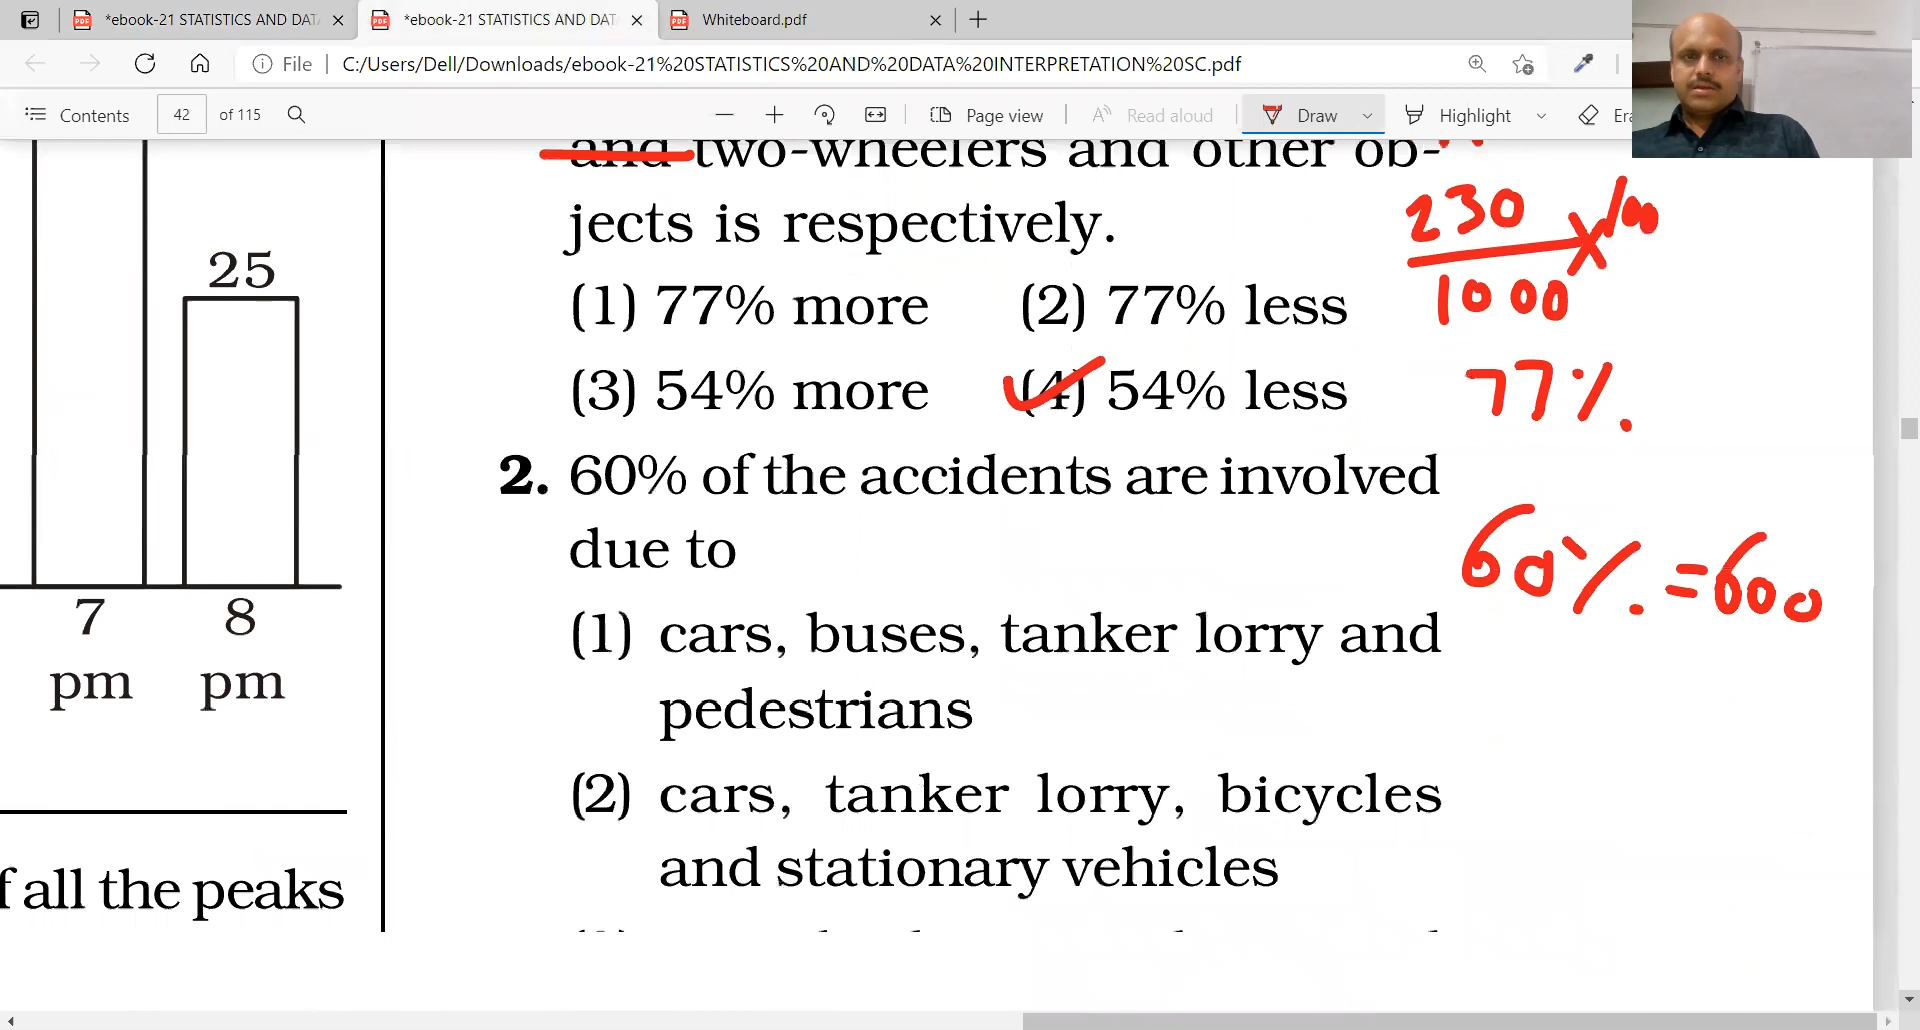 *ebook-21 STATISTICS AND DAT
*ebook-21 STATISTICS AND DAT
Whiteboard.pdf
File
C:/Users/Dell/Downloads/ebook-21%20STATISTICS%20AND%20DATA%20INTERPRETATION%20SC.pdf
Contents
42
of 115
Page view
Read aloud
Draw
Highlight
Era
25
7
pm
8
pm
f all the peaks
and two-wheelers and other ob-
jects is respectively.
(1) 77% more (2) 77% less
(3) 54% more (4) 54% less
2. 60% of the accidents are involved
due to
(1) cars, buses, tanker lorry and
pedestrians
(2) cars, tanker lorry, bicycles
and stationary vehicles
230 × 100
1000
77%.
60%. = 600